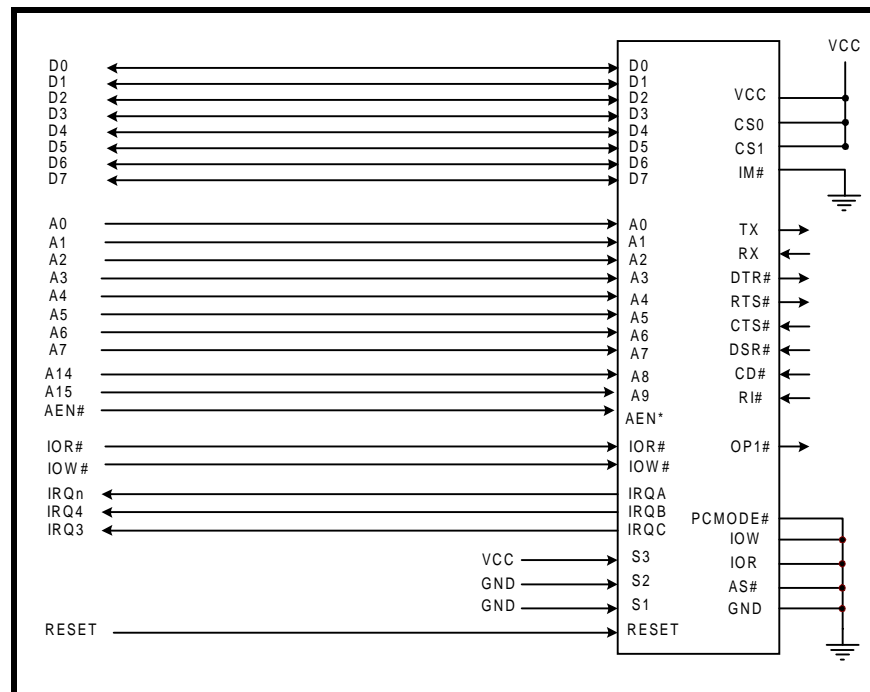 VCC
D0 D0
D1 D1
D2 D2
D3 D3
D4 D4
D5 D5
D6 D6
D7 D7
VCC
CS0
CS1
IM#
A0 A0
A1 A1
A2 A2
A3 A3
A4 A4
A5 A5
A6 A6
A7 A7
A14 A8
A15 A9
AEN# AEN*
TX
RX
DTR#
RTS#
CTS#
DSR#
CD#
RI#
IOR# IOR# OP1#
IOW# IOW#
IRQn IRQA
IRQ4 IRQB
IRQ3 IRQC
PCMODE#
IOW
IOR
AS#
GND
VCC S3
GND S2
GND S1
RESET RESET